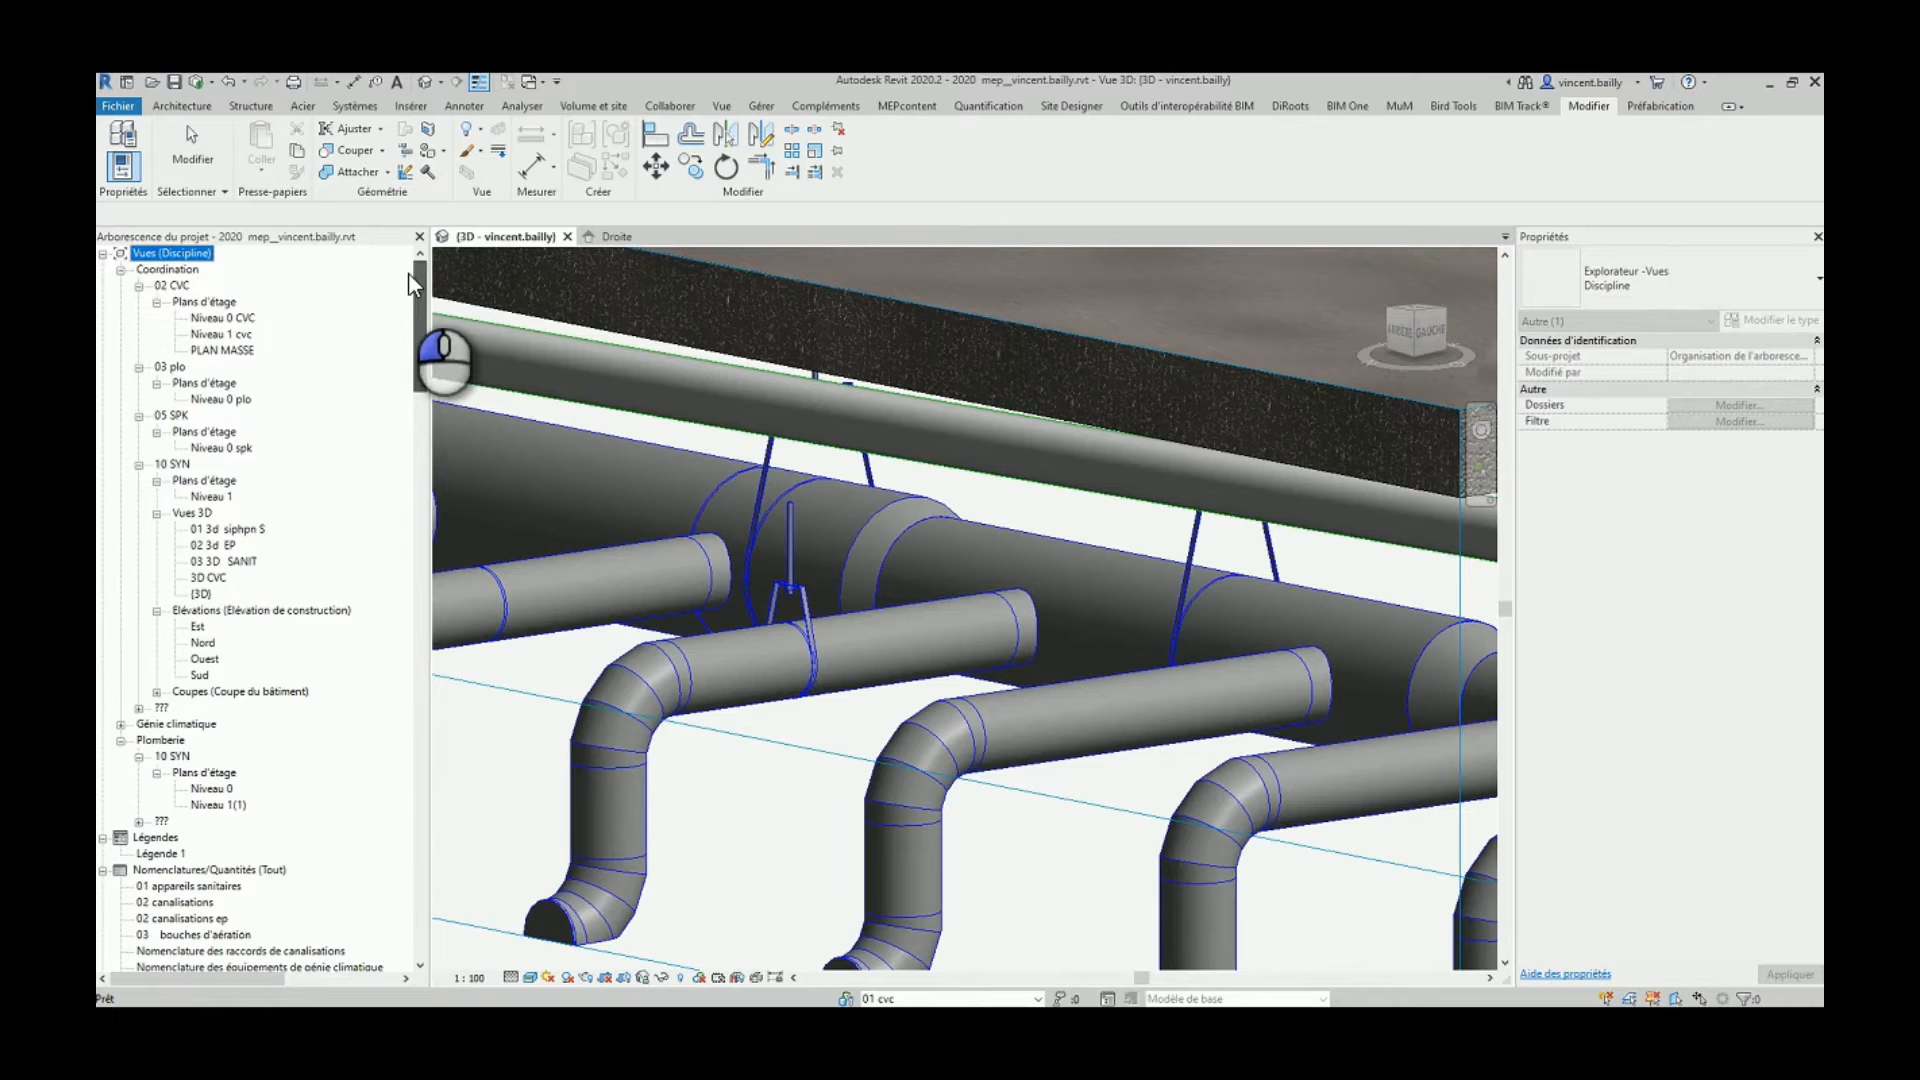 Autodesk Revit 2020.2 - 2020 mep_vincent.bailly.rvt - Vue 3D: {3D - vincent.bailly}
vincent.bailly
Fichier Architecture Structure Acier Systèmes Insérer Annoter Analyser Volume et site Collaborer Vue Gérer Compléments MEPcontent Quantification Site Designer Outils d'interopérabilité BIM DiRoots BIM One MuM Bird Tools BIM Track® Modifier Préfabrication
Ajuster
Couper
Attacher
Modifier
Coller
Propriétés Sélectionner Presse-papiers Géométrie Vue Mesurer Créer Modifier
Arborescence du projet - 2020 mep_vincent.bailly.rvt
Vues (Discipline)
Coordination
02 CVC
Plans d'étage
Niveau 0 CVC
Niveau 1 cvc
PLAN MASSE
03 plo
Plans d'étage
Niveau 0 plo
05 SPK
Plans d'étage
Niveau 0 spk
10 SYN
Plans d'étage
Niveau 1
Vues 3D
01 3d siphpn S
02 3d EP
03 3D SANIT
3D CVC
{3D}
Elévations (Elévation de construction)
Est
Nord
Ouest
Sud
Coupes (Coupe du bâtiment)
???
Génie climatique
Plomberie
10 SYN
Plans d'étage
Niveau 0
Niveau 1(1)
???
Légendes
Légende 1
Nomenclatures/Quantités (Tout)
01 appareils sanitaires
02 canalisations
02 canalisations ep
03 bouches d'aération
Nomenclature des raccords de canalisations
Nomenclature des équipements de génie climatique
{3D - vincent.bailly}
Droite
ARRIÈRE GAUCHE
Propriétés
Explorateur -Vues
Discipline
Autre (1)
Modifier le type
Données d'identification
Sous-projet Organisation de l'arboresce...
Modifié par
Autre
Dossiers Modifier...
Filtre Modifier...
Aide des propriétés
Appliquer
1 : 100
Prêt
01 cvc
:0
Modèle de base
:0